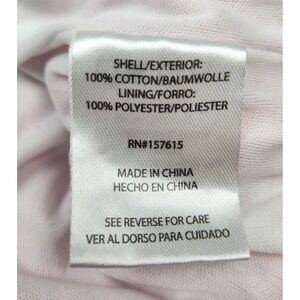 SHELL/EXTERIOR:
100% COTTON/BAUMWOLLE
LINING/FORRO:
100% POLYESTER/POLIESTER
RN#157615
MADE IN CHINA
HECHO EN CHINA
SEE REVERSE FOR CARE
VER AL DORSO PARA CUIDADO